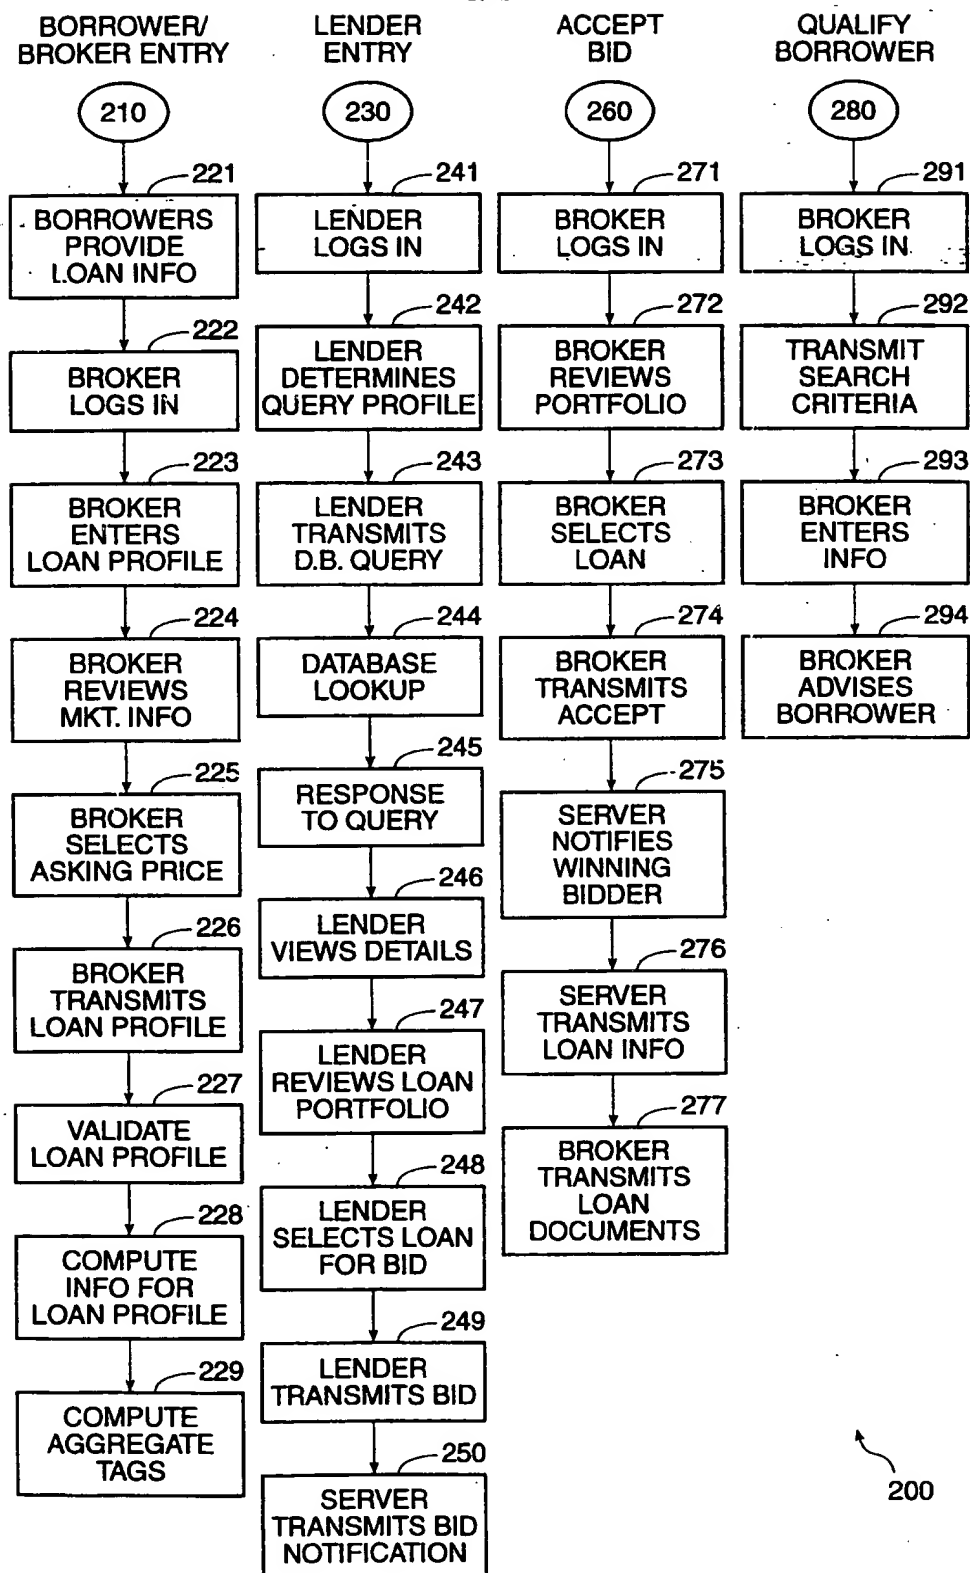 BORROWER/
BROKER ENTRY
210
221
BORROWERS
PROVIDE
LOAN INFO
222
BROKER
LOGS IN
223
BROKER
ENTERS
LOAN PROFILE
224
BROKER
REVIEWS
MKT. INFO
225
BROKER
SELECTS
ASKING PRICE
226
BROKER
TRANSMITS
LOAN PROFILE
227
VALIDATE
LOAN PROFILE
228
COMPUTE
INFO FOR
LOAN PROFILE
229
COMPUTE
AGGREGATE
TAGS
LENDER
ENTRY
230
241
LENDER
LOGS IN
242
LENDER
DETERMINES
QUERY PROFILE
243
LENDER
TRANSMITS
D.B. QUERY
244
DATABASE
LOOKUP
245
RESPONSE
TO QUERY
246
LENDER
VIEWS DETAILS
247
LENDER
REVIEWS LOAN
PORTFOLIO
248
LENDER
SELECTS LOAN
FOR BID
249
LENDER
TRANSMITS BID
250
SERVER
TRANSMITS BID
NOTIFICATION
ACCEPT
BID
260
271
BROKER
LOGS IN
272
BROKER
REVIEWS
PORTFOLIO
273
BROKER
SELECTS
LOAN
274
BROKER
TRANSMITS
ACCEPT
275
SERVER
NOTIFIES
WINNING
BIDDER
276
SERVER
TRANSMITS
LOAN INFO
277
BROKER
TRANSMITS
LOAN
DOCUMENTS
QUALIFY
BORROWER
280
291
BROKER
LOGS IN
292
TRANSMIT
SEARCH
CRITERIA
293
BROKER
ENTERS
INFO
294
BROKER
ADVISES
BORROWER
200